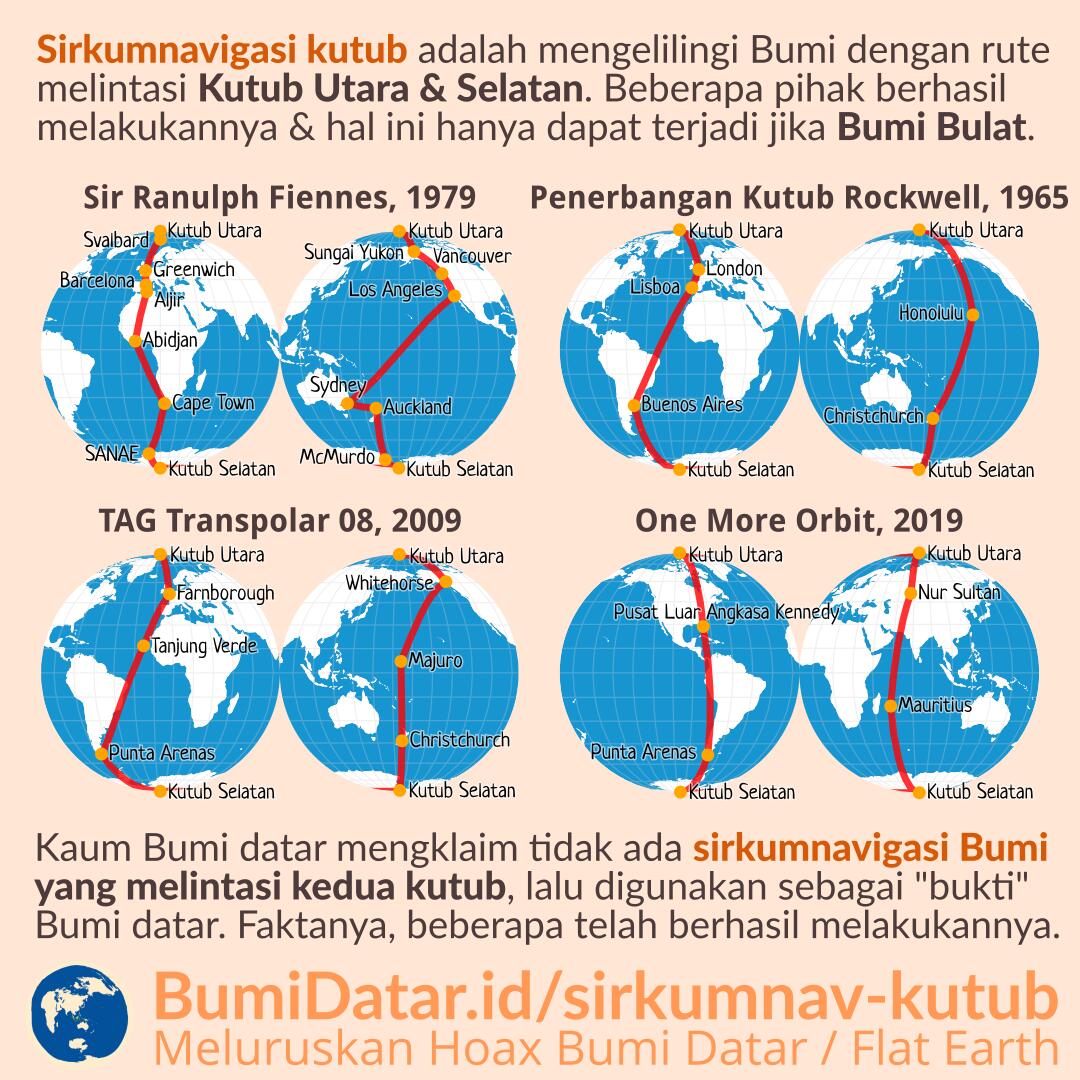 Sirkumnavigasi kutub adalah mengelilingi Bumi dengan rute
melintasi Kutub Utara & Selatan. Beberapa pihak berhasil
melakukannya & hal ini hanya dapat terjadi jika Bumi Bulat.
Sir Ranulph Fiennes, 1979
Kutub Utara
Svalbard
Greenwich
Barcelona
Aljir
Abidjan
Cape Town
SANAE
Kutub Selatan
Kutub Utara
Sungai Yukon
Vancouver
Los Angeles
Sydney
Auckland
McMurdo
Kutub Selatan
Penerbangan Kutub Rockwell, 1965
Kutub Utara
London
Lisboa
Buenos Aires
Kutub Selatan
Kutub Utara
Honolulu
Christchurch
Kutub Selatan
TAG Transpolar 08, 2009
Kutub Utara
Farnborough
Tanjung Verde
Punta Arenas
Kutub Selatan
Kutub Utara
Whitehorse
Majuro
Christchurch
Kutub Selatan
One More Orbit, 2019
Kutub Utara
Pusat Luar Angkasa Kennedy
Punta Arenas
Kutub Selatan
Kutub Utara
Nur Sultan
Mauritius
Kutub Selatan
Kaum Bumi datar mengklaim tidak ada sirkumnavigasi Bumi
yang melintasi kedua kutub, lalu digunakan sebagai "bukti"
Bumi datar. Faktanya, beberapa telah berhasil melakukannya.
BumiDatar.id/sirkumnav-kutub
Meluruskan Hoax Bumi Datar / Flat Earth